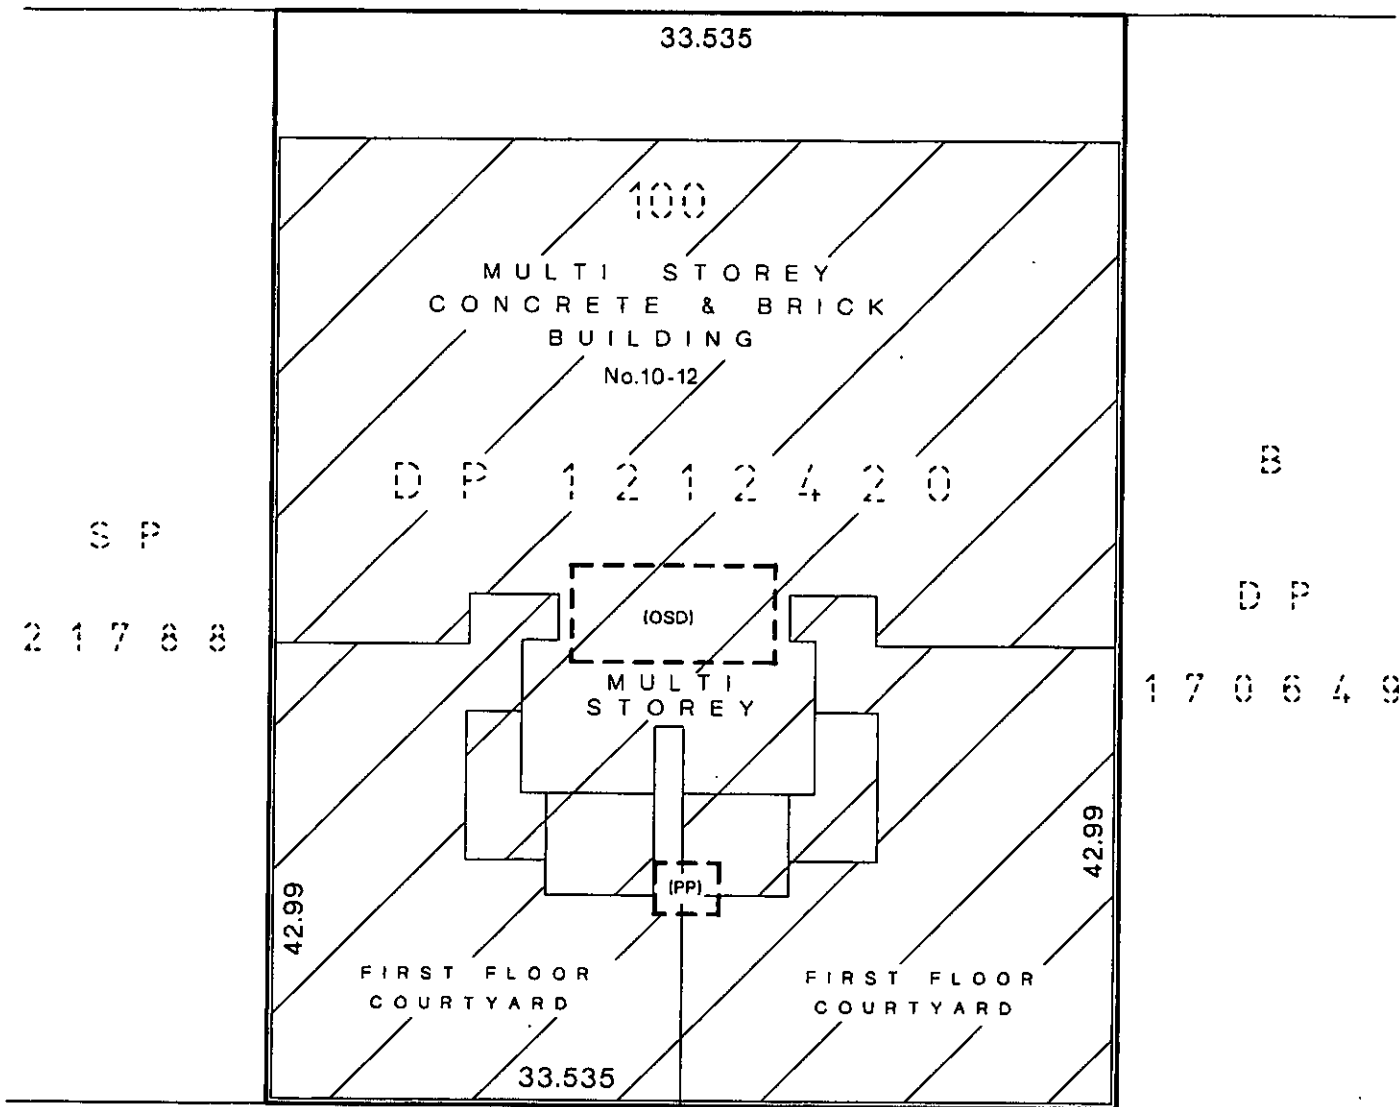 33.535
100
MULTI STOREY
CONCRETE & BRICK
BUILDING
No.10-12
DP 1212420
SP
21788
B
DP
170649
(OSD)
MULTI
STOREY
(PP)
42.99
42.99
FIRST FLOOR
COURTYARD
FIRST FLOOR
COURTYARD
33.535